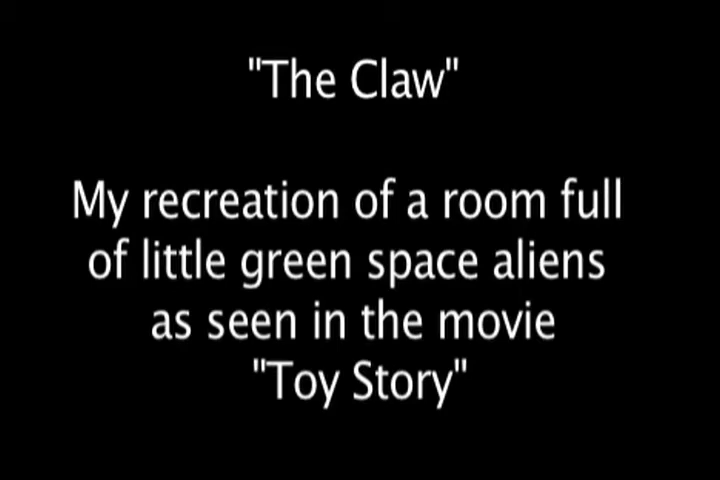 "The Claw"
My recreation of a room full
of little green space aliens
as seen in the movie
"Toy Story"